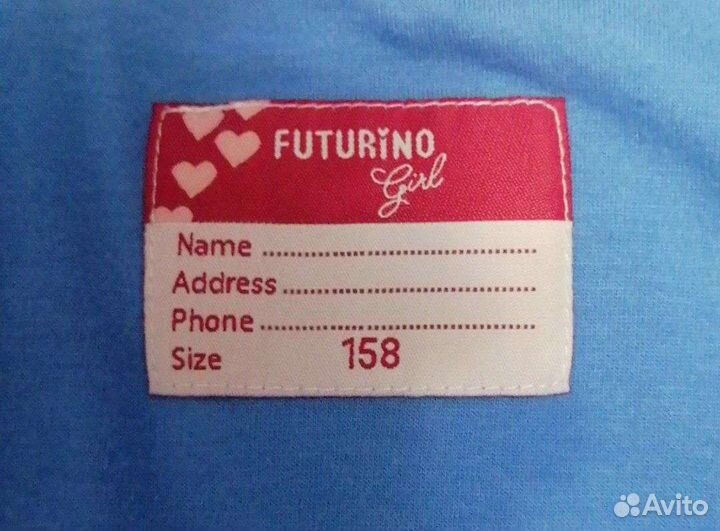 FUTURINO
Girl
Name ........................................
Address ....................................
Phone ........................................
Size 158
Avito